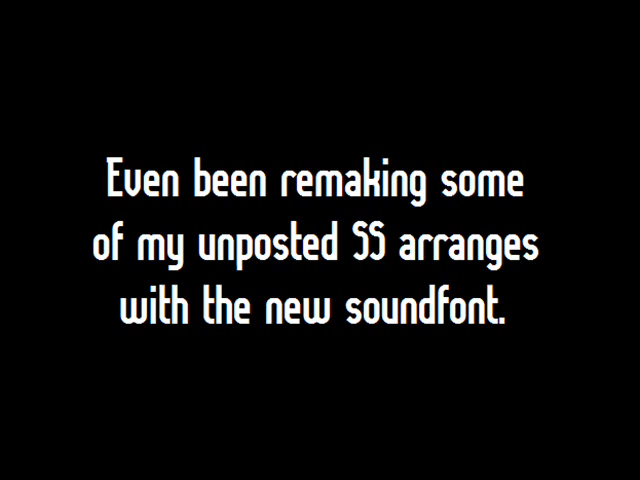 Even been remaking some
of my unposted SS arranges
with the new soundfont.